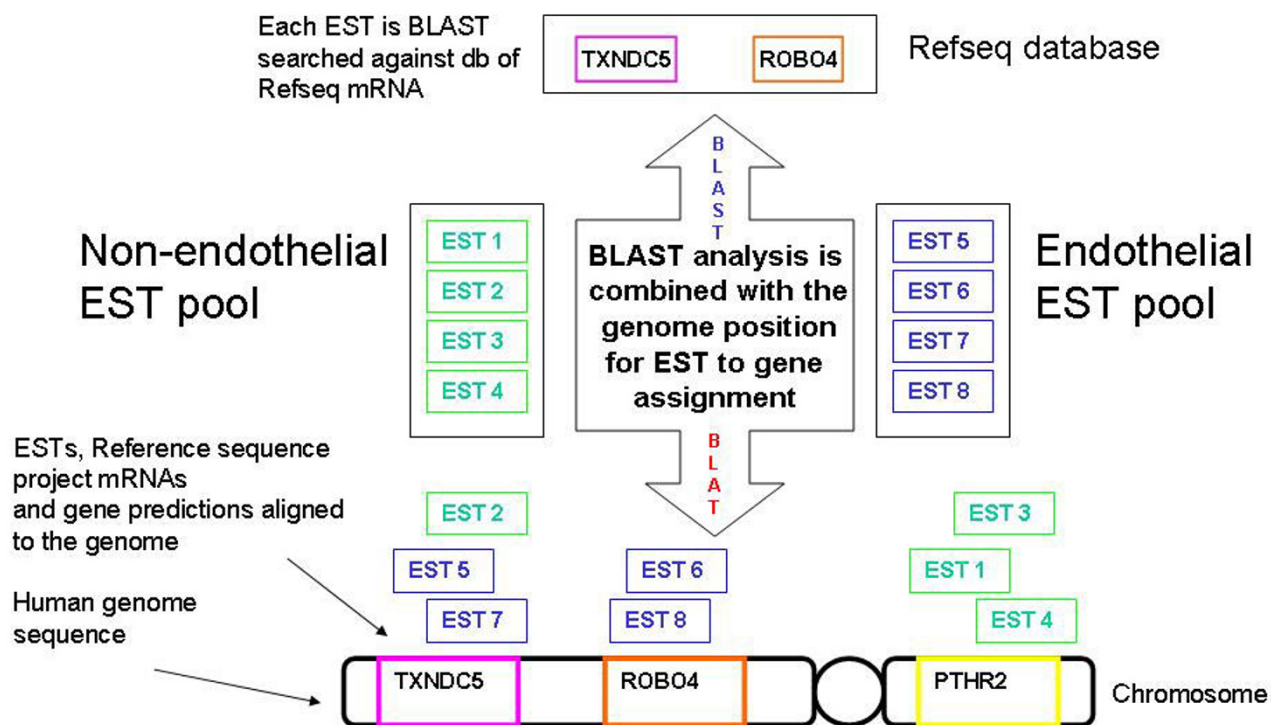 Each EST is BLAST
searched against db of
Refseq mRNA
TXNDC5
ROBO4
Refseq database
BLAST
Non-endothelial
EST pool
EST 1
EST 2
EST 3
EST 4
BLAST analysis is
combined with the
genome position
for EST to gene
assignment
EST 5
EST 6
EST 7
EST 8
Endothelial
EST pool
BLAT
ESTs, Reference sequence
project mRNAs
and gene predictions aligned
to the genome
Human genome
sequence
EST 2
EST 5
EST 7
EST 6
EST 8
EST 3
EST 1
EST 4
TXNDC5
ROBO4
PTHR2
Chromosome